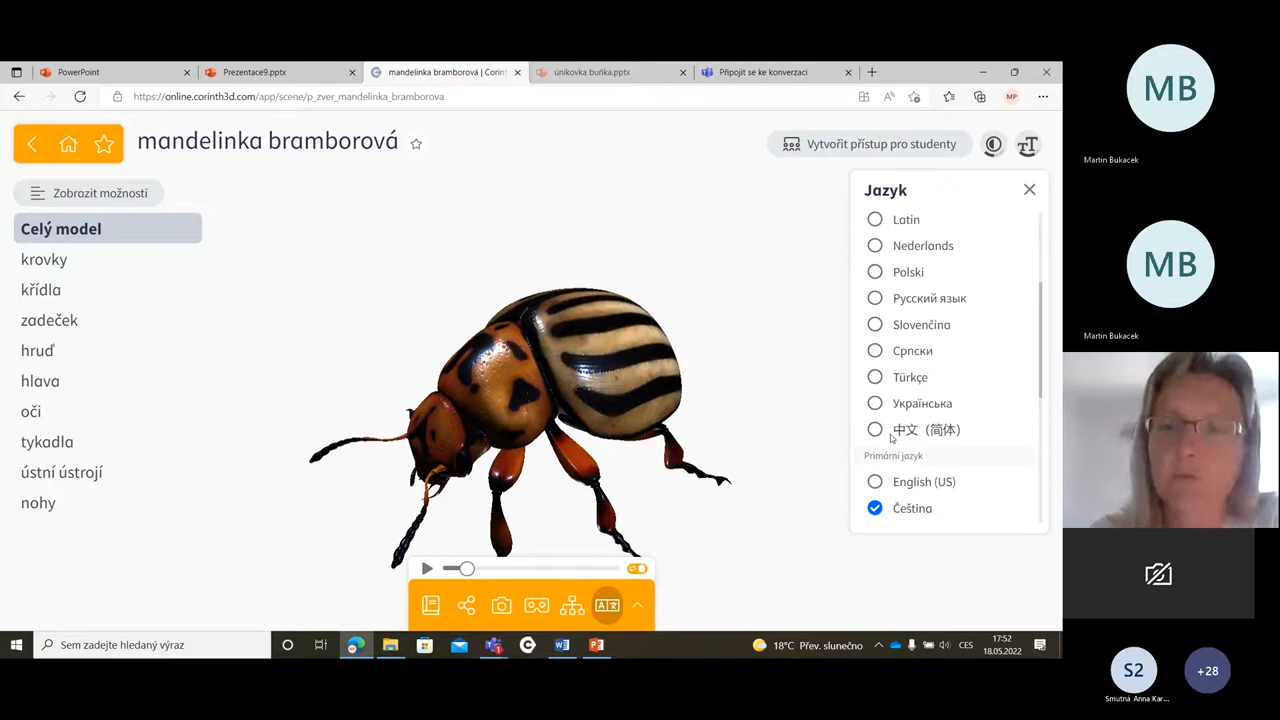 PowerPoint
Prezentace9.pptx
mandelinka bramborová | Corin
únikovka buňka.pptx
Připojit se ke konverzaci
https://online.corinth3d.com/app/scene/p_zver_mandelinka_bramborova
MP
mandelinka bramborová
Vytvořit přístup pro studenty
Zobrazit možnosti
Celý model
krovky
křídla
zadeček
hruď
hlava
oči
tykadla
ústní ústrojí
nohy
Jazyk
Latin
Nederlands
Polski
Русский язык
Slovenčina
Српски
Türkçe
Українська
中文（简体）
Primární jazyk
English (US)
Čeština
Sem zadejte hledaný výraz
18°C Přev. slunečno
CES
17:52
18.05.2022
MB
Martin Bukacek
MB
Martin Bukacek
S2
Smutná Anna Kar...
+28